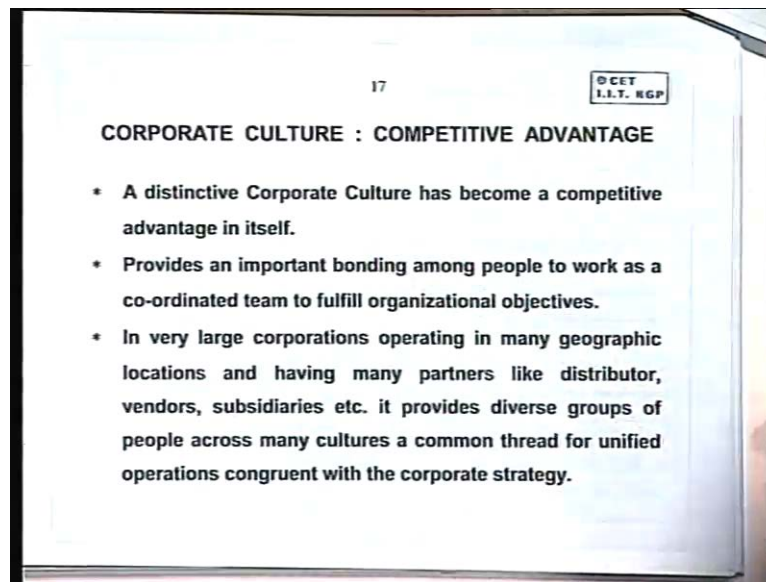 17
© CET
I.I.T. KGP
CORPORATE CULTURE : COMPETITIVE ADVANTAGE
* A distinctive Corporate Culture has become a competitive
advantage in itself.
* Provides an important bonding among people to work as a
co-ordinated team to fulfill organizational objectives.
* In very large corporations operating in many geographic
locations and having many partners like distributor,
vendors, subsidiaries etc. it provides diverse groups of
people across many cultures a common thread for unified
operations congruent with the corporate strategy.